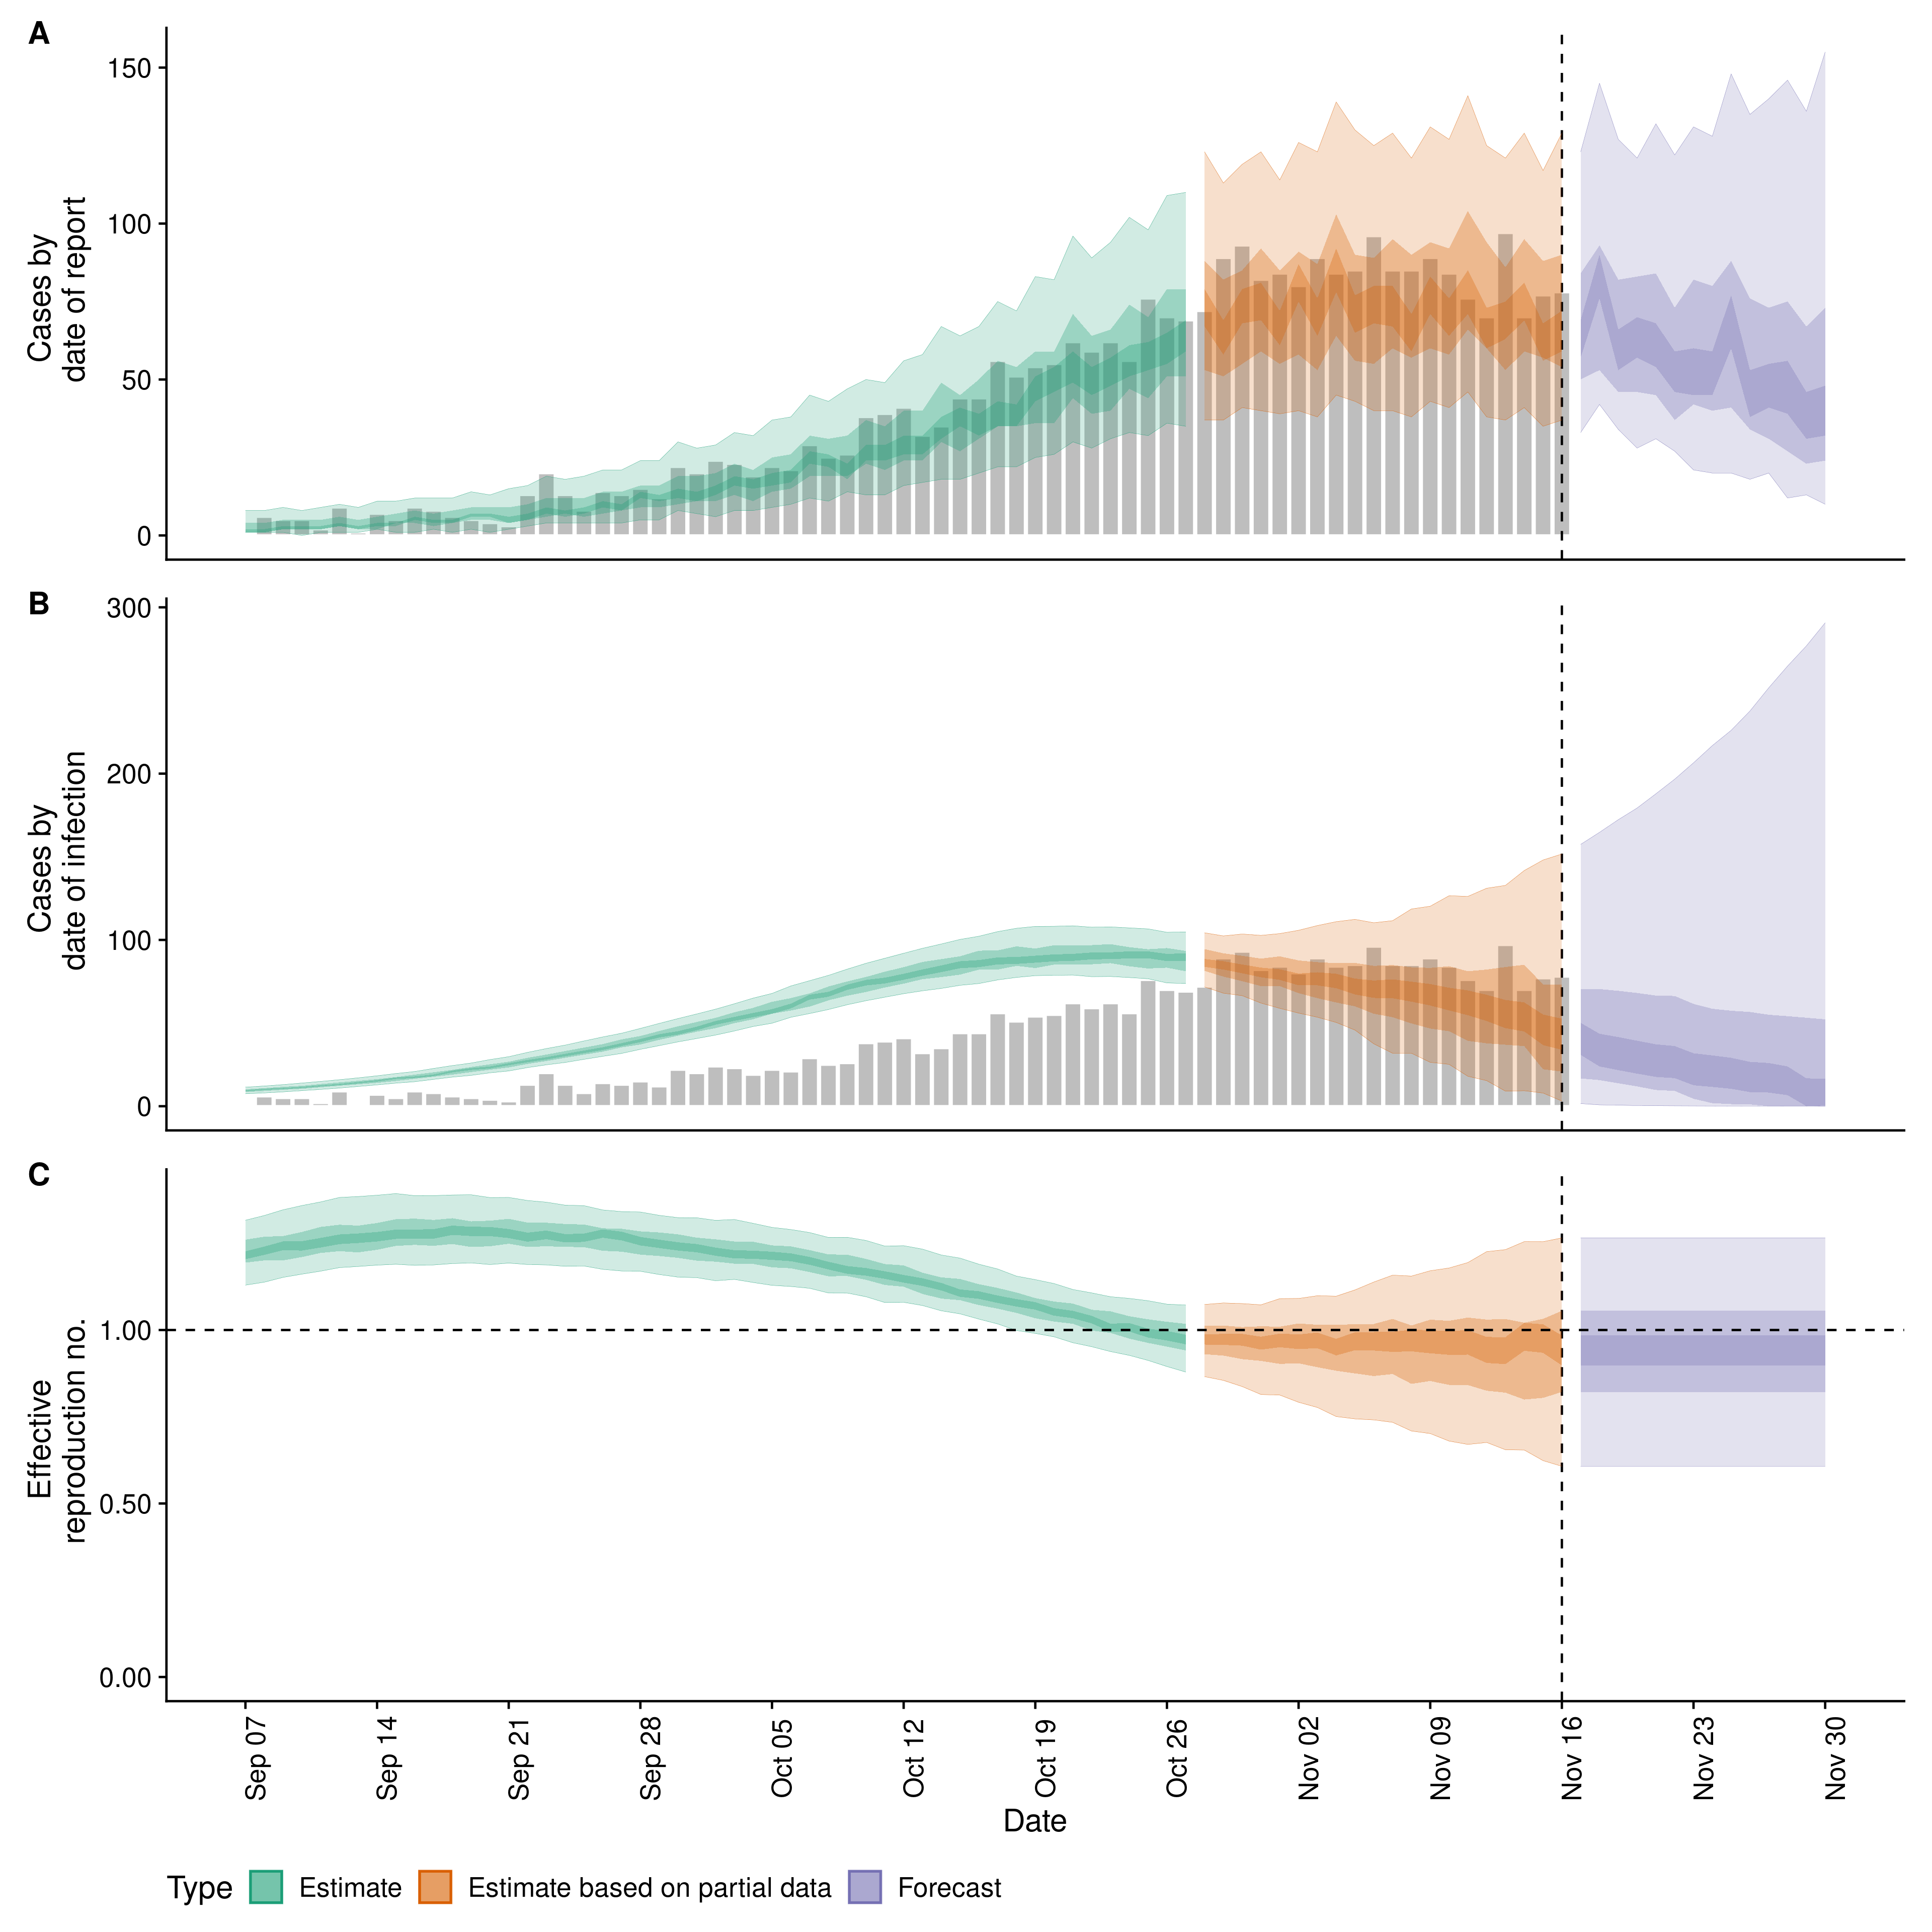 A
Cases by
date of report
150
100
50
0
B
Cases by
date of infection
300
200
100
0
C
Effective
reproduction no.
1.00
0.50
0.00
Sep 07
Sep 14
Sep 21
Sep 28
Oct 05
Oct 12
Oct 19
Oct 26
Nov 02
Nov 09
Nov 16
Nov 23
Nov 30
Date
Type Estimate Estimate based on partial data Forecast